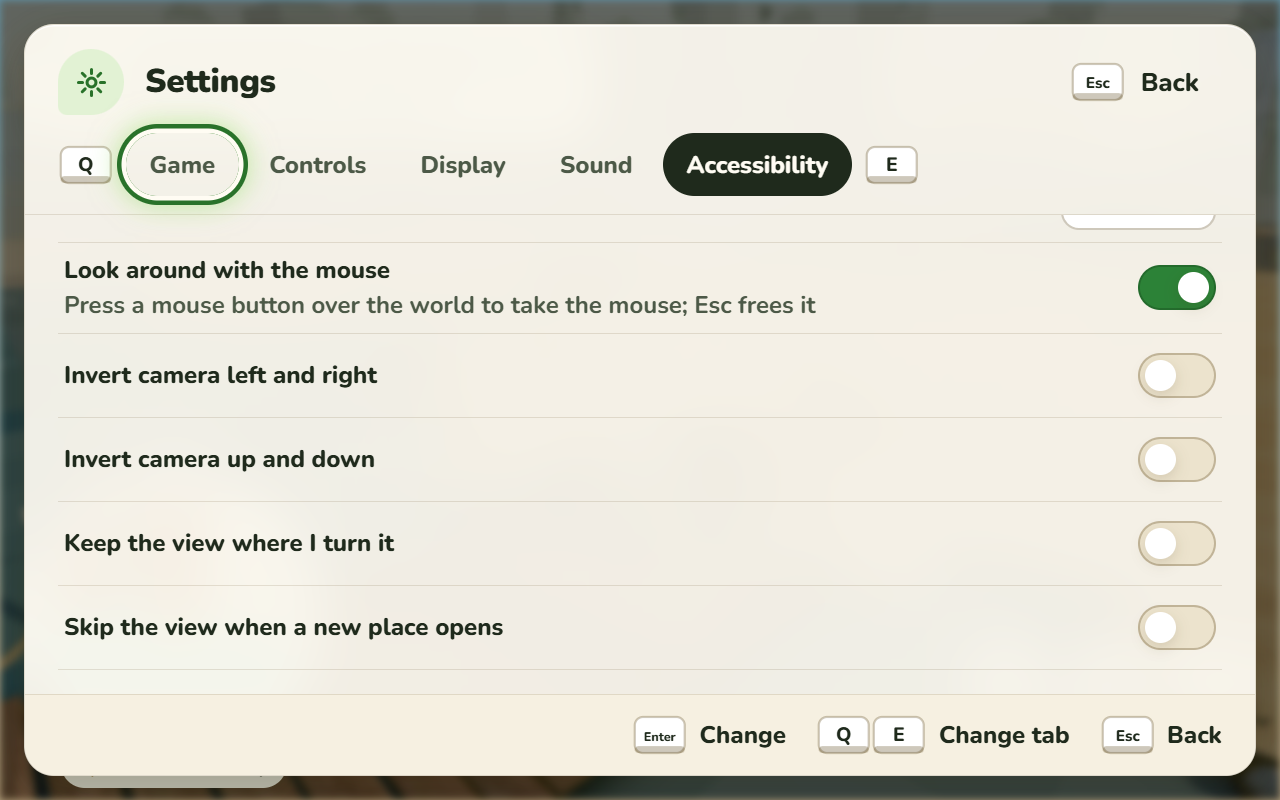 Settings
Esc Back
Q Game Controls Display Sound Accessibility E
Look around with the mouse
Press a mouse button over the world to take the mouse; Esc frees it
Invert camera left and right
Invert camera up and down
Keep the view where I turn it
Skip the view when a new place opens
Enter Change Q E Change tab Esc Back